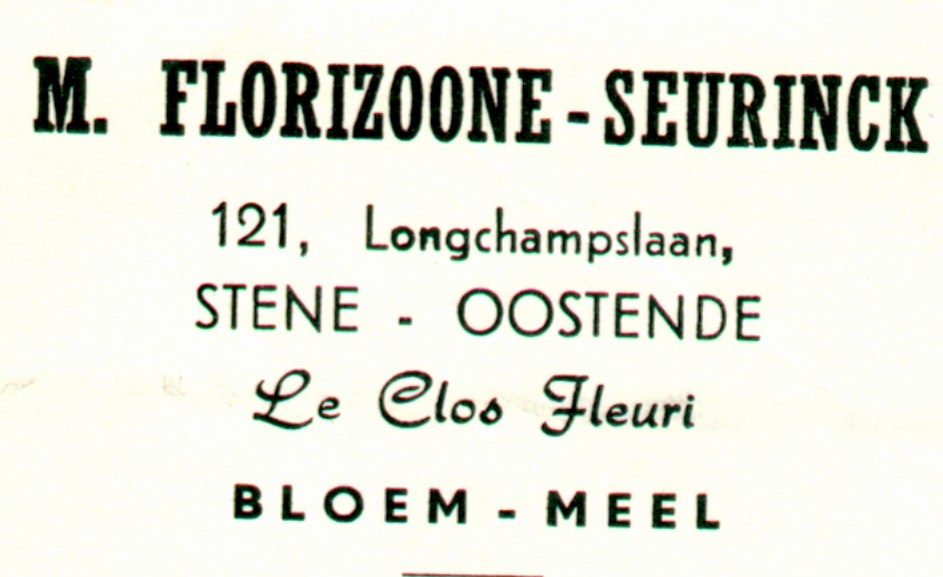 M. FLORIZOONE-SEURINCK
121, Longchampslaan,
STENE - OOSTENDE
Le Clos Fleuri
BLOEM - MEEL